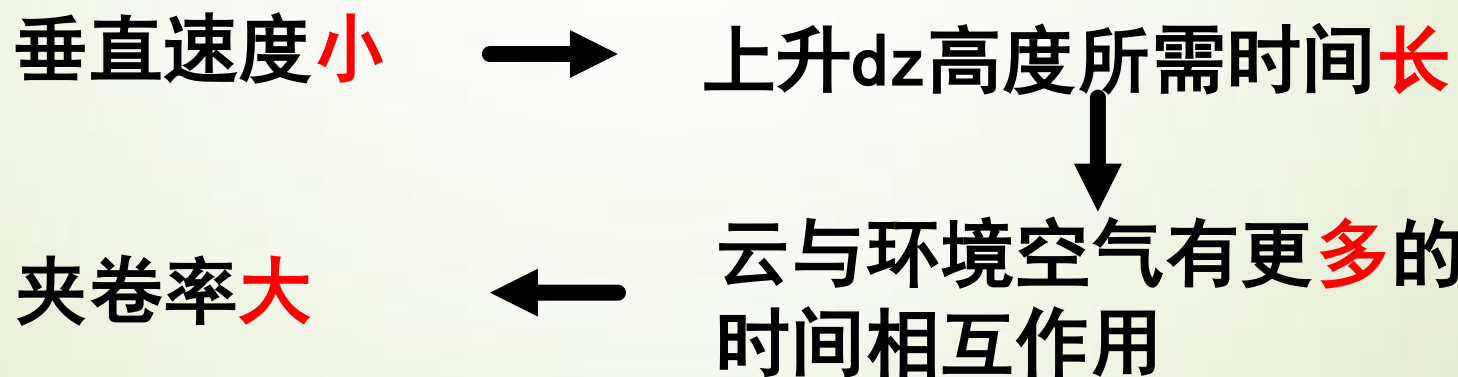 垂直速度小
上升dz高度所需时间长
云与环境空气有更多的
时间相互作用
夹卷率大